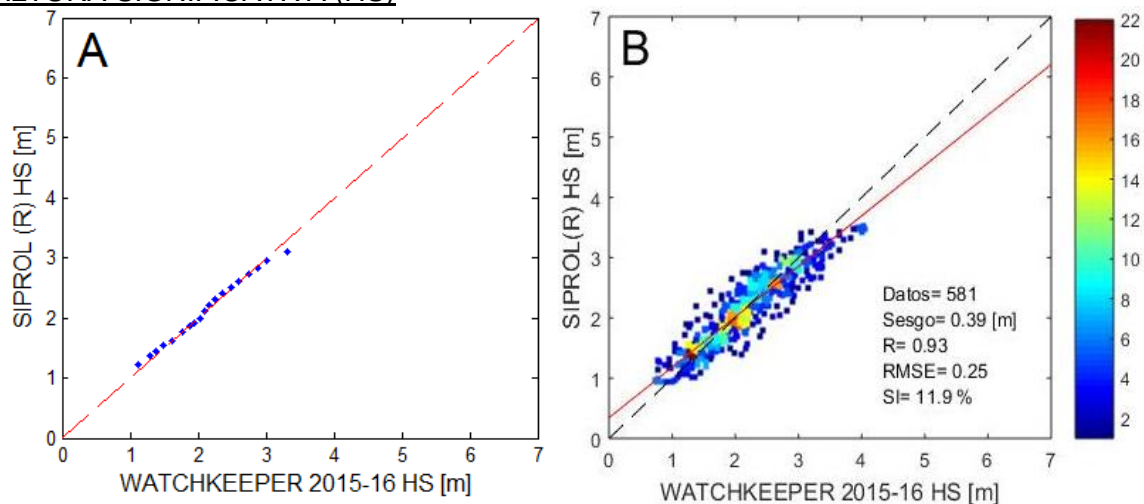 ALTURA SIGNIFICATIVA (HS)
A
SIPROL (R) HS [m]
7
6
5
4
3
2
1
0
0 1 2 3 4 5 6 7
WATCHKEEPER 2015-16 HS [m]
B
SIPROL(R) HS [m]
7
6
5
4
3
2
1
0
Datos= 581
Sesgo= 0.39 [m]
R= 0.93
RMSE= 0.25
SI= 11.9 %
0 1 2 3 4 5 6 7
WATCHKEEPER 2015-16 HS [m]
22
20
18
16
14
12
10
8
6
4
2